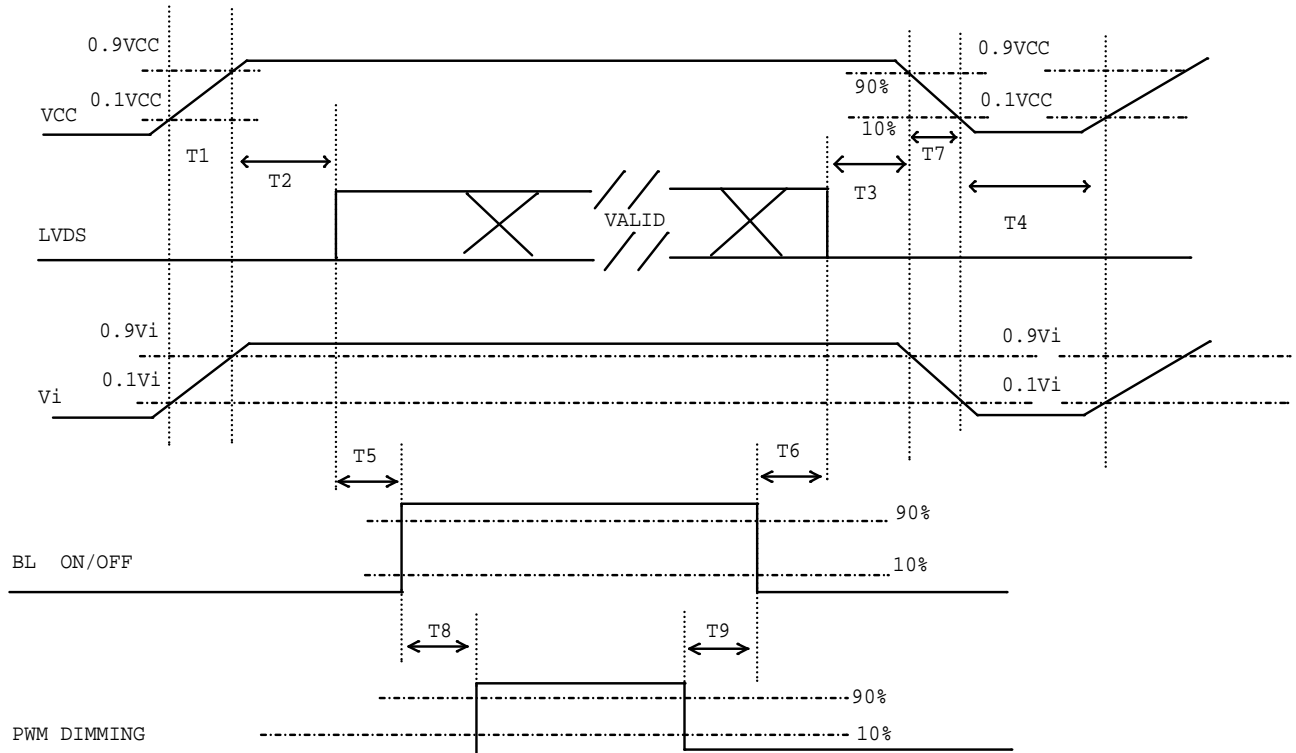 0.9VCC
0.9VCC
90%
0.1VCC
0.1VCC
VCC
10%
T1
T2
T3
T7
T4
VALID
LVDS
0.9Vi
0.9Vi
0.1Vi
0.1Vi
Vi
T5
T6
90%
BL ON/OFF
10%
T8
T9
90%
PWM DIMMING
10%